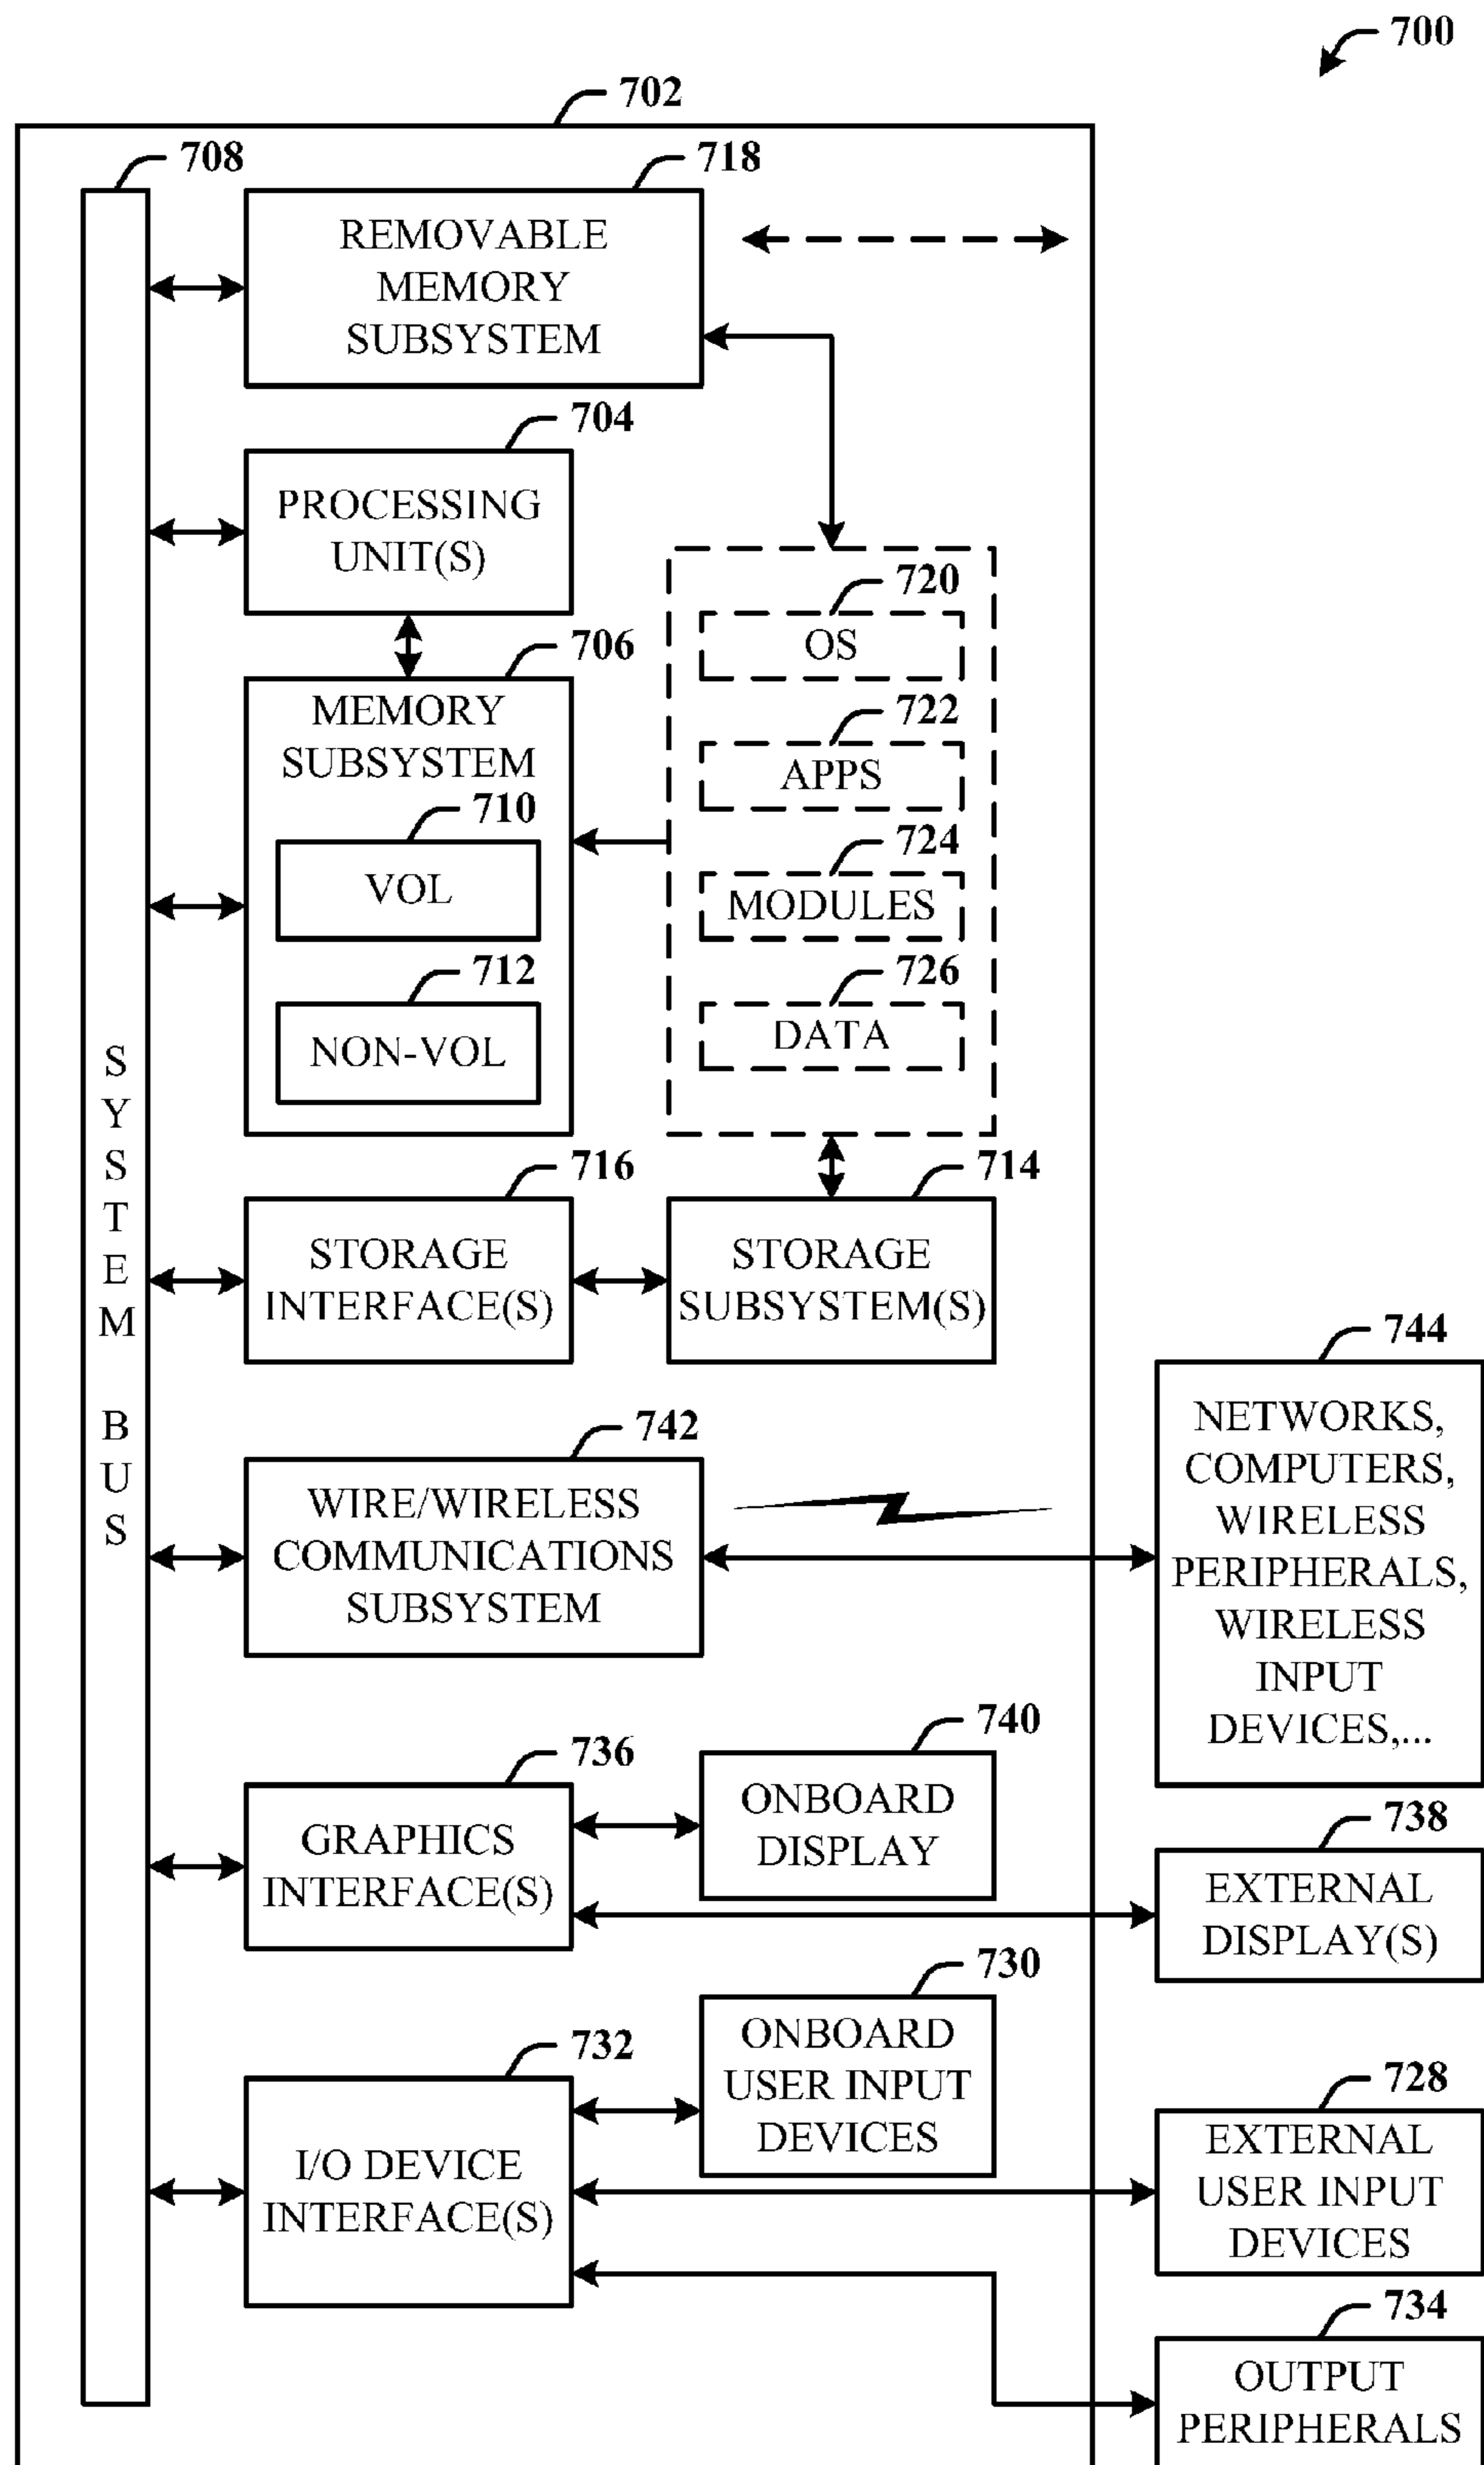 700
702
708
718
REMOVABLE
MEMORY
SUBSYSTEM
704
PROCESSING
UNIT(S)
720
OS
706
MEMORY
SUBSYSTEM
722
APPS
710
VOL
724
MODULES
712
NON-VOL
726
DATA
SYSTEM BUS
716
STORAGE
INTERFACE(S)
714
STORAGE
SUBSYSTEM(S)
744
NETWORKS,
COMPUTERS,
WIRELESS
PERIPHERALS,
WIRELESS
INPUT
DEVICES,...
742
WIRE/WIRELESS
COMMUNICATIONS
SUBSYSTEM
740
ONBOARD
DISPLAY
736
GRAPHICS
INTERFACE(S)
738
EXTERNAL
DISPLAY(S)
730
ONBOARD
USER INPUT
DEVICES
732
I/O DEVICE
INTERFACE(S)
728
EXTERNAL
USER INPUT
DEVICES
734
OUTPUT
PERIPHERALS